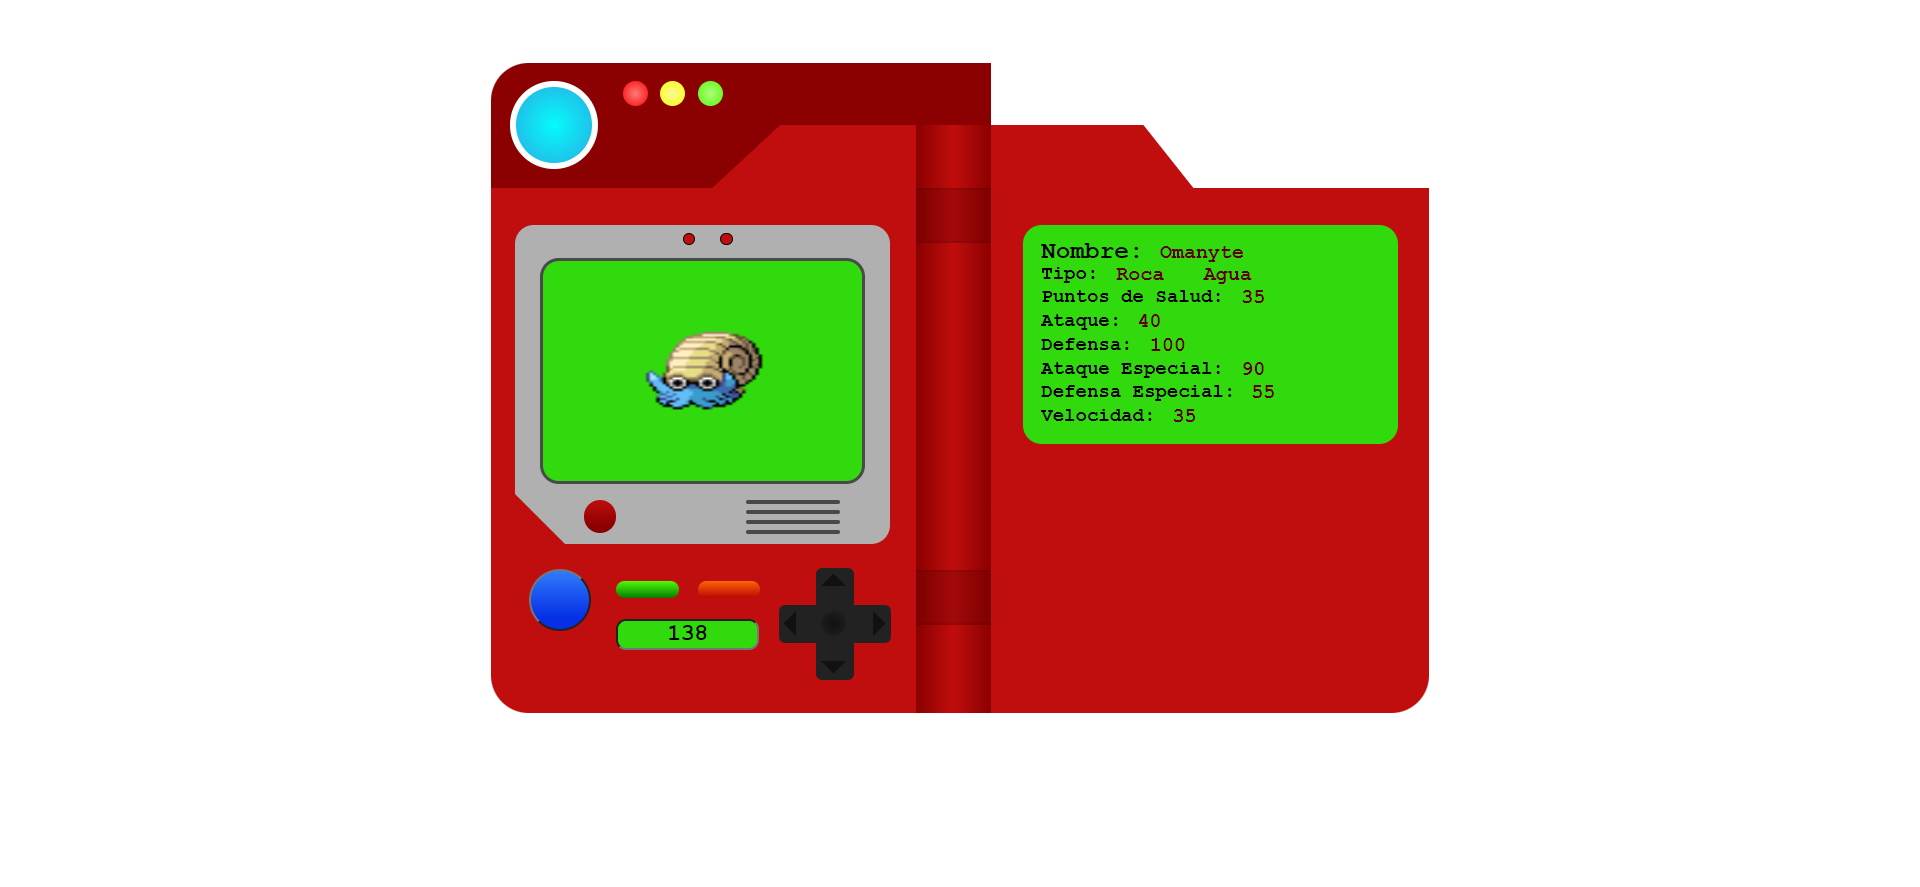 Nombre: Omanyte
Tipo: Roca Agua
Puntos de Salud: 35
Ataque: 40
Defensa: 100
Ataque Especial: 90
Defensa Especial: 55
Velocidad: 35
138